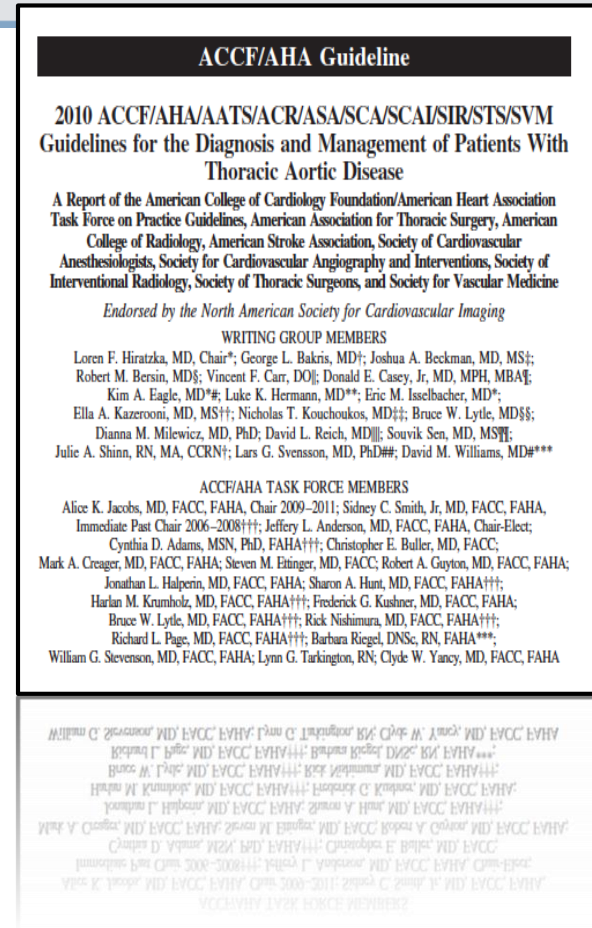 ACCF/AHA Guideline
2010 ACCF/AHA/AATS/ACR/ASA/SCA/SCAI/SIR/STS/SVM
Guidelines for the Diagnosis and Management of Patients With
Thoracic Aortic Disease
A Report of the American College of Cardiology Foundation/American Heart Association
Task Force on Practice Guidelines, American Association for Thoracic Surgery, American
College of Radiology, American Stroke Association, Society of Cardiovascular
Anesthesiologists, Society for Cardiovascular Angiography and Interventions, Society of
Interventional Radiology, Society of Thoracic Surgeons, and Society for Vascular Medicine
Endorsed by the North American Society for Cardiovascular Imaging
WRITING GROUP MEMBERS
Loren F. Hiratzka, MD, Chair*; George L. Bakris, MD†; Joshua A. Beckman, MD, MS‡;
Robert M. Bersin, MD§; Vincent F. Carr, DO‖; Donald E. Casey, Jr, MD, MPH, MBA¶;
Kim A. Eagle, MD*#; Luke K. Hermann, MD**; Eric M. Isselbacher, MD*;
Ella A. Kazerooni, MD, MS††; Nicholas T. Kouchoukos, MD‡‡; Bruce W. Lytle, MD§§;
Dianna M. Milewicz, MD, PhD; David L. Reich, MD‖‖; Souvik Sen, MD, MS¶¶;
Julie A. Shinn, RN, MA, CCRN†; Lars G. Svensson, MD, PhD##; David M. Williams, MD#***
ACCF/AHA TASK FORCE MEMBERS
Alice K. Jacobs, MD, FACC, FAHA, Chair 2009–2011; Sidney C. Smith, Jr, MD, FACC, FAHA,
Immediate Past Chair 2006–2008†††; Jeffery L. Anderson, MD, FACC, FAHA, Chair-Elect;
Cynthia D. Adams, MSN, PhD, FAHA†††; Christopher E. Buller, MD, FACC;
Mark A. Creager, MD, FACC, FAHA; Steven M. Ettinger, MD, FACC; Robert A. Guyton, MD, FACC, FAHA;
Jonathan L. Halperin, MD, FACC, FAHA; Sharon A. Hunt, MD, FACC, FAHA†††;
Harlan M. Krumholz, MD, FACC, FAHA†††; Frederick G. Kushner, MD, FACC, FAHA;
Bruce W. Lytle, MD, FACC, FAHA†††; Rick Nishimura, MD, FACC, FAHA†††;
Richard L. Page, MD, FACC, FAHA†††; Barbara Riegel, DNSc, RN, FAHA***;
William G. Stevenson, MD, FACC, FAHA; Lynn G. Tarkington, RN; Clyde W. Yancy, MD, FACC, FAHA